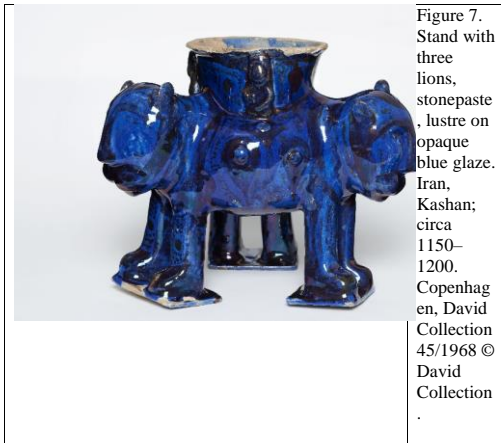 Figure 7.
Stand with
three
lions,
stonepaste
, lustre on
opaque
blue glaze.
Iran,
Kashan;
circa
1150–
1200.
Copenhag
en, David
Collection
45/1968 ©
David
Collection
.